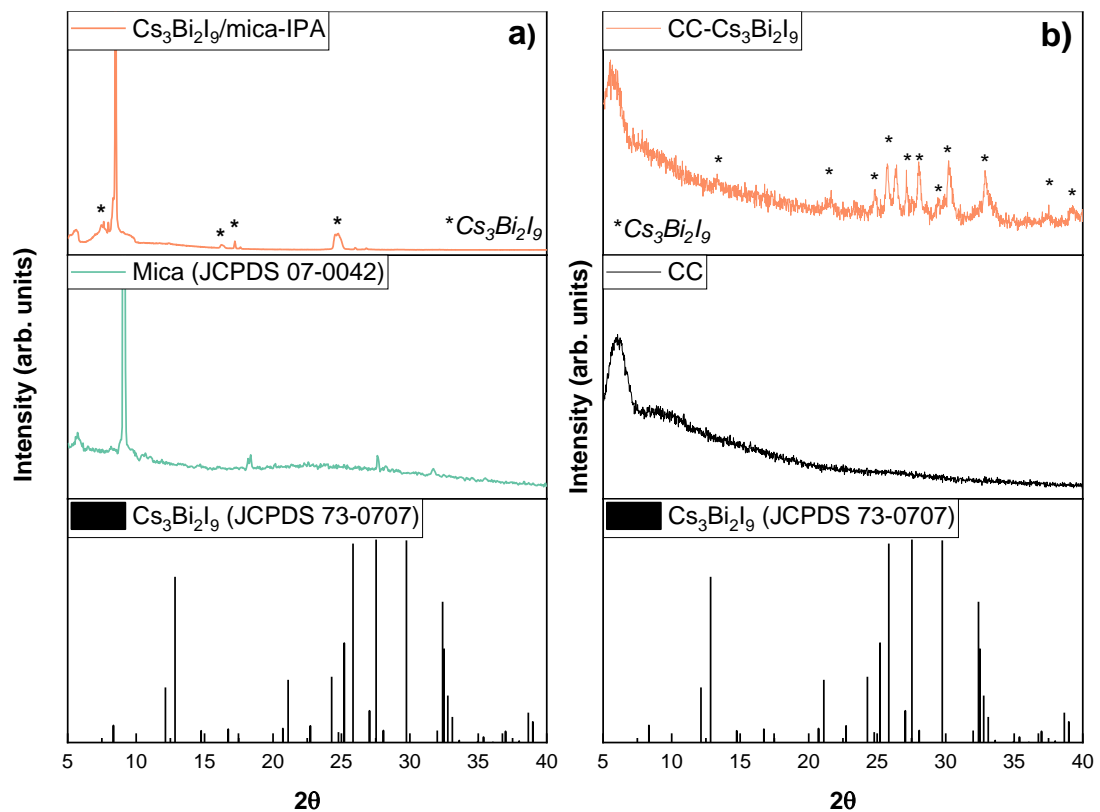 Cs₃Bi₂I₉/mica-IPA
a)
* * * *
*Cs₃Bi₂I₉
Mica (JCPDS 07-0042)
Cs₃Bi₂I₉ (JCPDS 73-0707)
Intensity (arb. units)
5 10 15 20 25 30 35 40
2θ
CC-Cs₃Bi₂I₉
b)
* * * * * * * * * * *
*Cs₃Bi₂I₉
CC
Cs₃Bi₂I₉ (JCPDS 73-0707)
Intensity (arb. units)
5 10 15 20 25 30 35 40
2θ